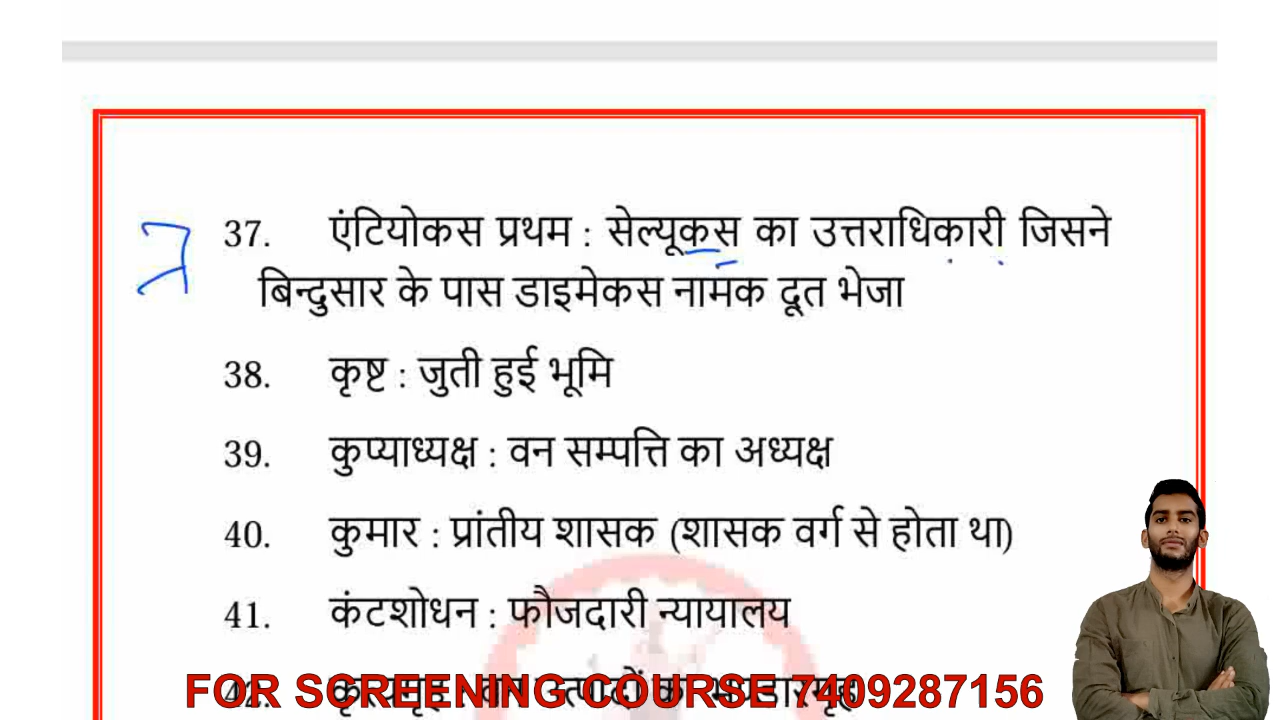 37. एंटियोकस प्रथम : सेल्यूकस का उत्तराधिकारी जिसने
बिन्दुसार के पास डाइमेकस नामक दूत भेजा
38. कृष्ट : जुती हुई भूमि
39. कुप्याध्यक्ष : वन सम्पत्ति का अध्यक्ष
40. कुमार : प्रांतीय शासक (शासक वर्ग से होता था)
41. कंटशोधन : फौजदारी न्यायालय
42.
FOR SCREENING COURSE 7409287156